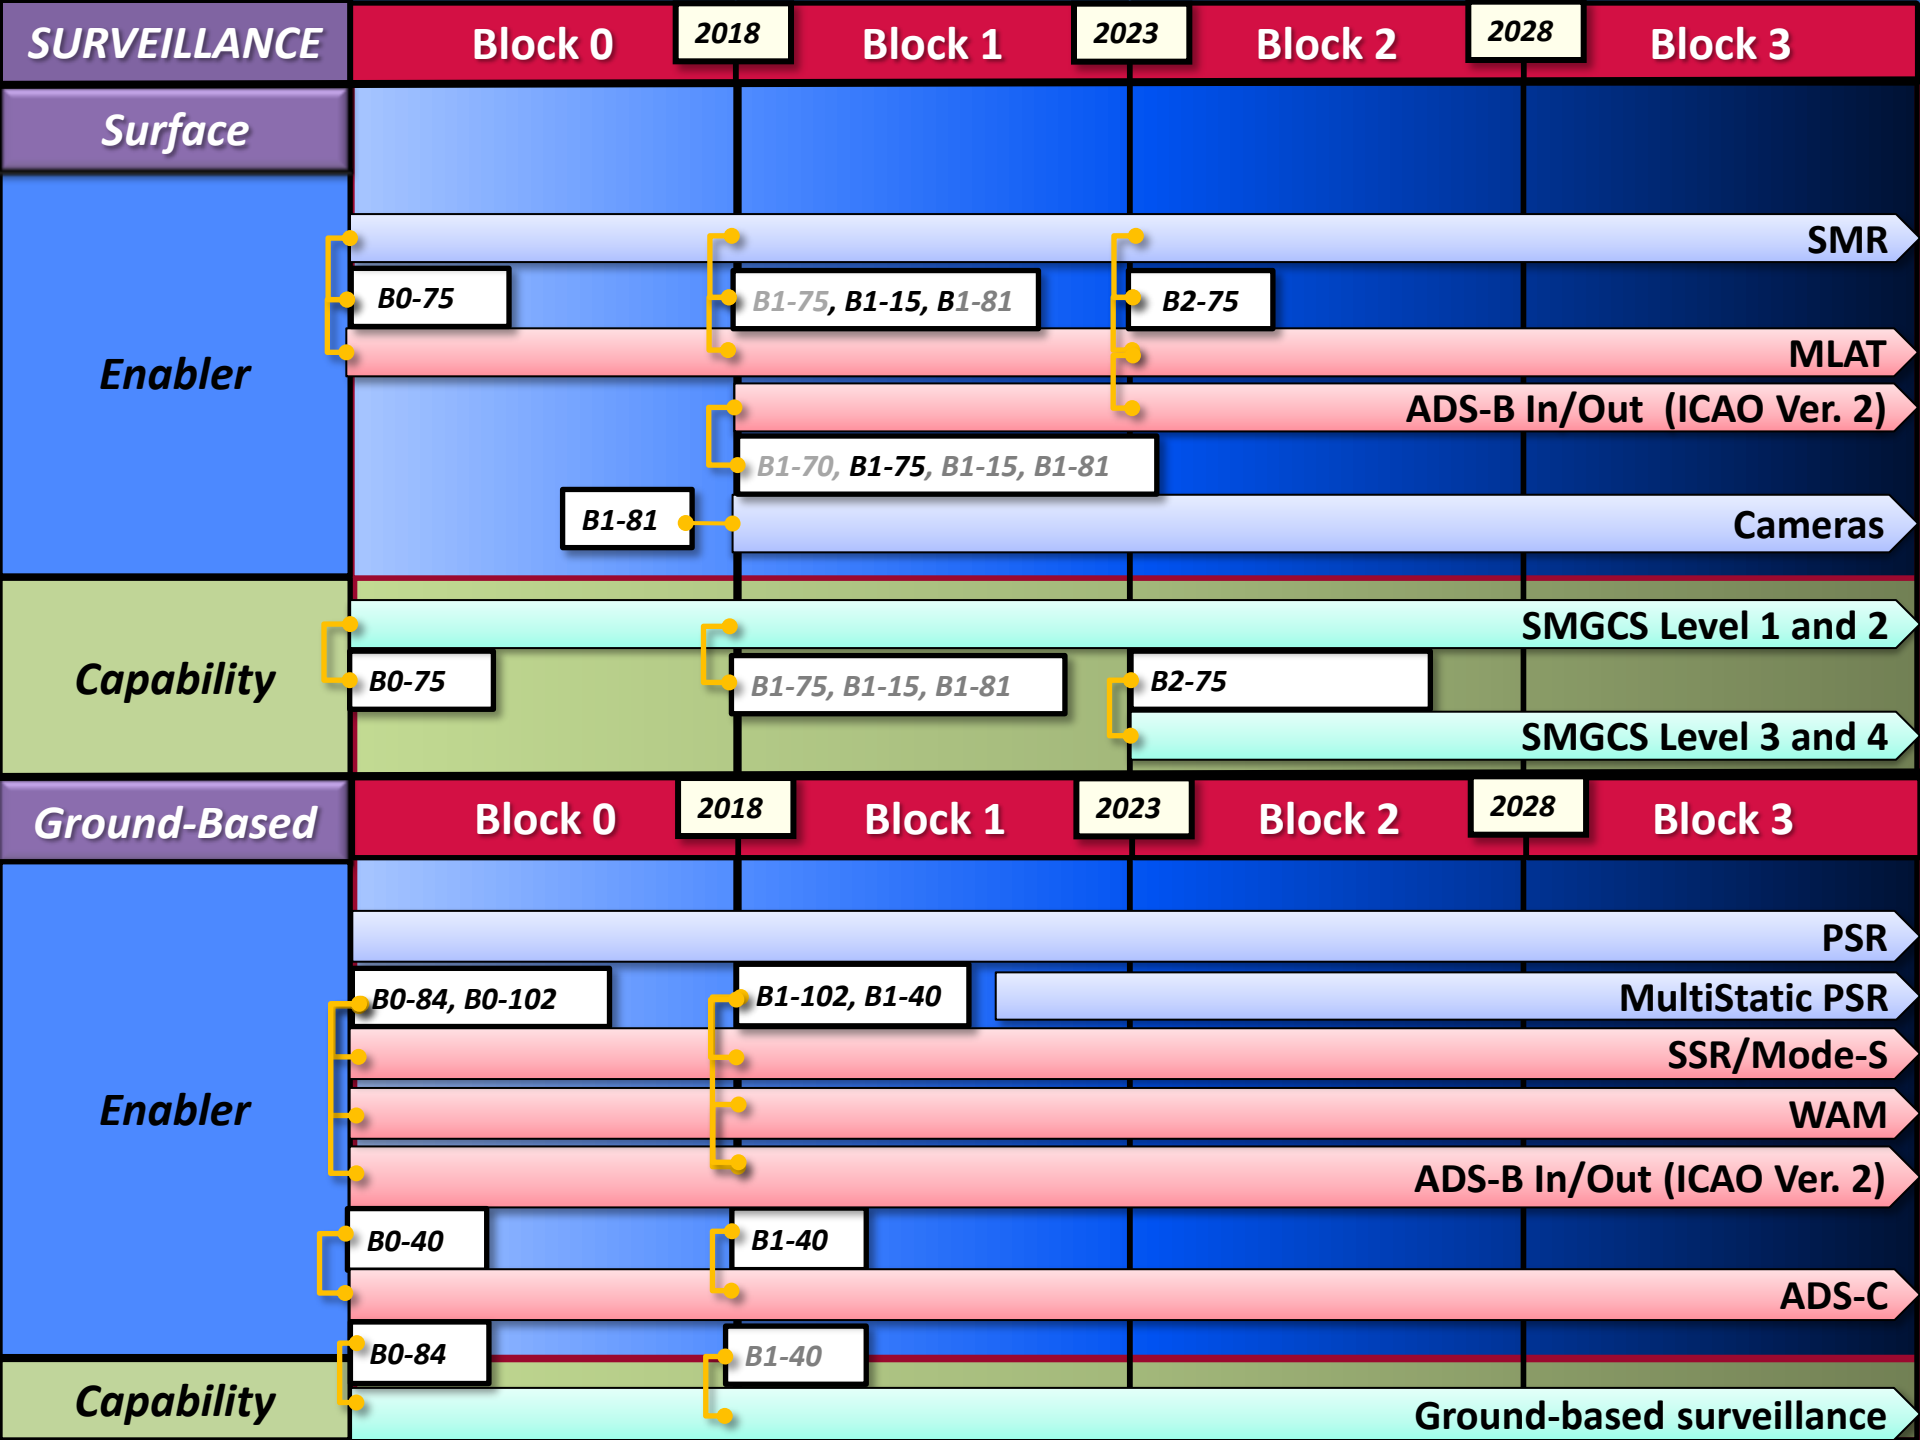 SURVEILLANCE Block 0 2018 Block 1 2023 Block 2 2028 Block 3
Surface
SMR
B0-75 B1-75, B1-15, B1-81 B2-75
MLAT
Enabler
ADS-B In/Out (ICAO Ver. 2)
B1-70, B1-75, B1-15, B1-81
B1-81
Cameras
SMGCS Level 1 and 2
Capability
B0-75 B1-75, B1-15, B1-81 B2-75
SMGCS Level 3 and 4
Ground-Based Block 0 2018 Block 1 2023 Block 2 2028 Block 3
PSR
B0-84, B0-102 B1-102, B1-40 MultiStatic PSR
SSR/Mode-S
Enabler
WAM
ADS-B In/Out (ICAO Ver. 2)
B0-40 B1-40
ADS-C
B0-84 B1-40
Capability
Ground-based surveillance